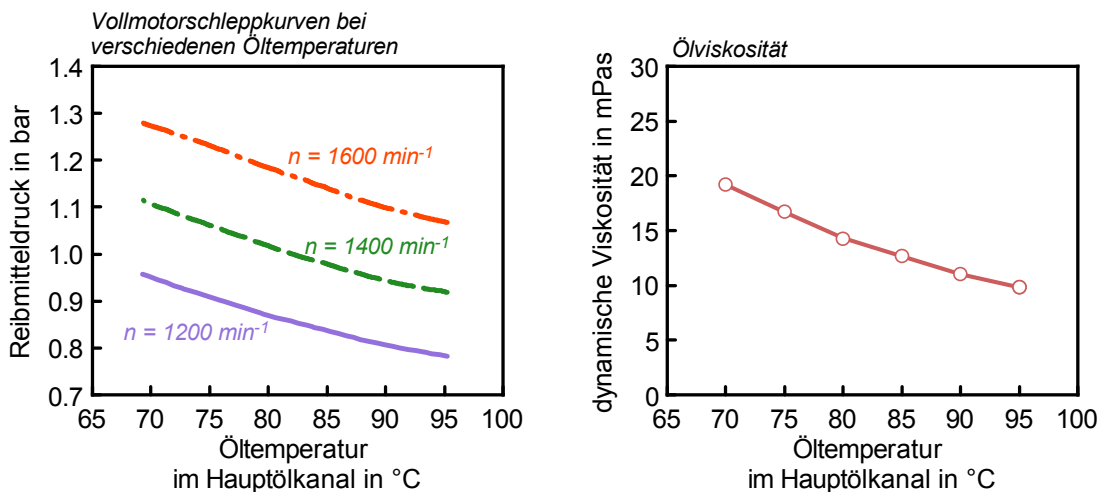 Vollmotorschleppkurven bei
verschiedenen Öltemperaturen
Reibmitteldruck in bar
1.4
1.3
1.2
1.1
1.0
0.9
0.8
0.7
n = 1600 min-1
n = 1400 min-1
n = 1200 min-1
65 70 75 80 85 90 95 100
Öltemperatur
im Hauptölkanal in °C
Ölviskosität
dynamische Viskosität in mPas
30
25
20
15
10
5
0
65 70 75 80 85 90 95 100
Öltemperatur
im Hauptölkanal in °C